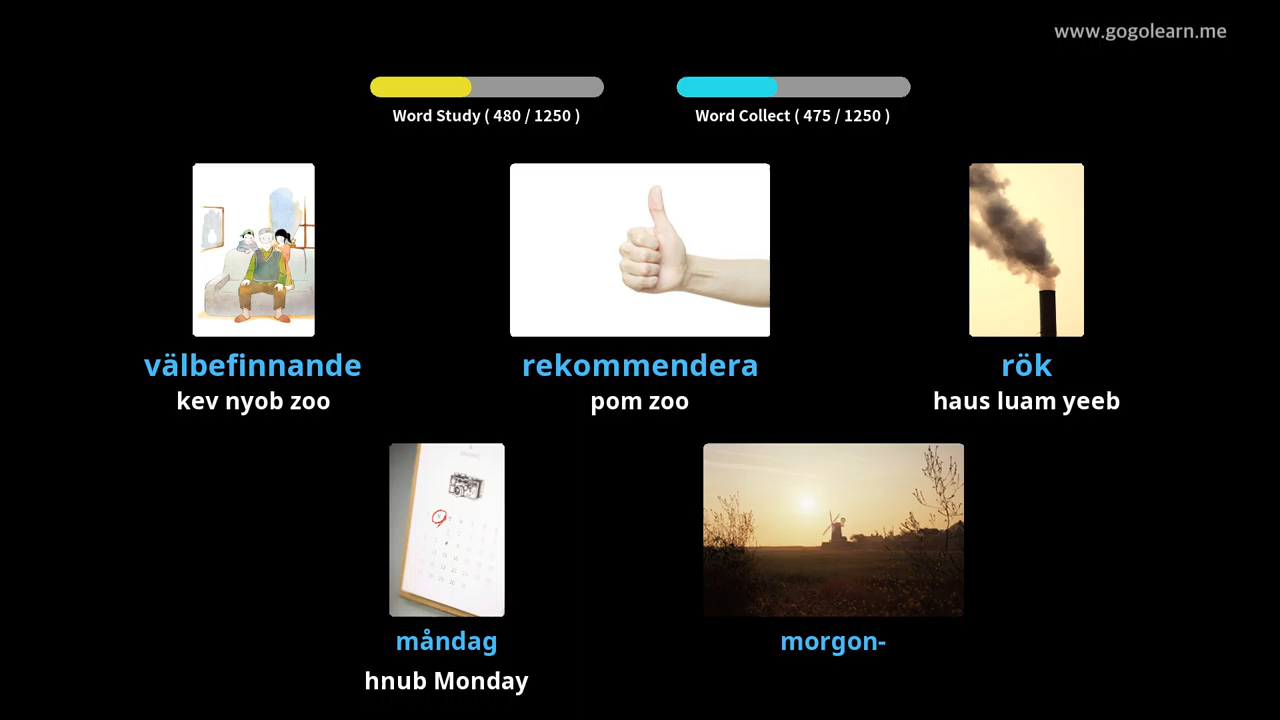 www.gogolearn.me
Word Study ( 480 / 1250 )
Word Collect ( 475 / 1250 )
välbefinnande
rekommendera
rök
kev nyob zoo
pom zoo
haus luam yeeb
måndag
morgon-
hnub Monday